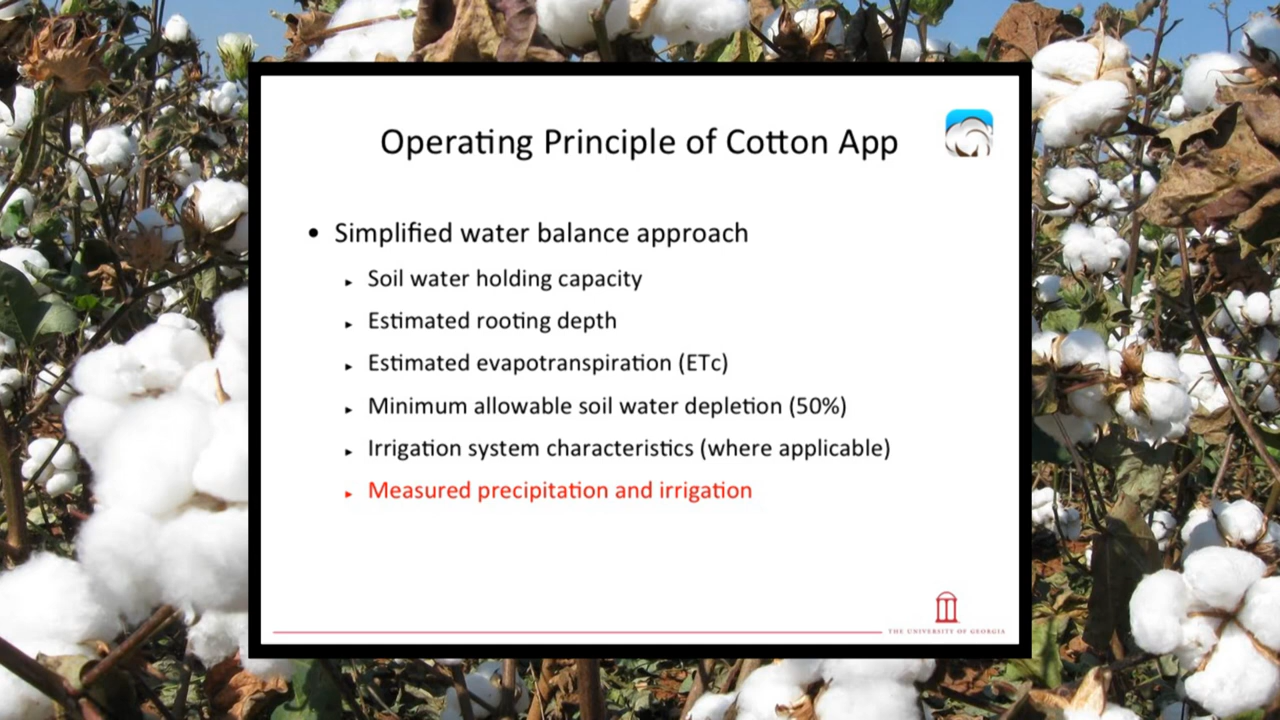 Operating Principle of Cotton App
• Simplified water balance approach
▸ Soil water holding capacity
▸ Estimated rooting depth
▸ Estimated evapotranspiration (ETc)
▸ Minimum allowable soil water depletion (50%)
▸ Irrigation system characteristics (where applicable)
▸ Measured precipitation and irrigation
THE UNIVERSITY OF GEORGIA